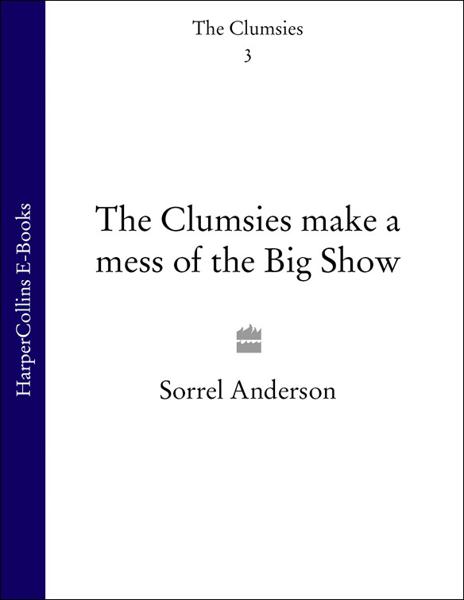 The Clumsies
3
The Clumsies make a
mess of the Big Show
Sorrel Anderson
HarperCollins E-Books